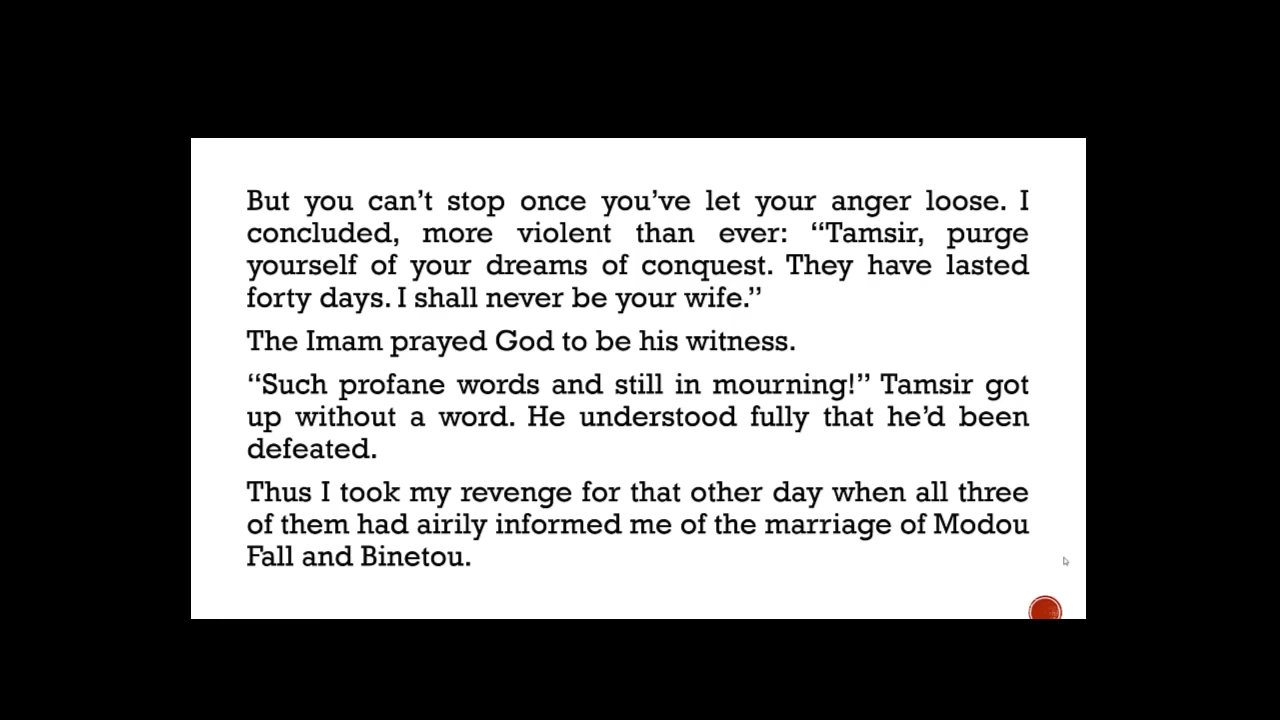 But you can’t stop once you’ve let your anger loose. I
concluded, more violent than ever: “Tamsir, purge
yourself of your dreams of conquest. They have lasted
forty days. I shall never be your wife.”
The Imam prayed God to be his witness.
“Such profane words and still in mourning!” Tamsir got
up without a word. He understood fully that he’d been
defeated.
Thus I took my revenge for that other day when all three
of them had airily informed me of the marriage of Modou
Fall and Binetou.